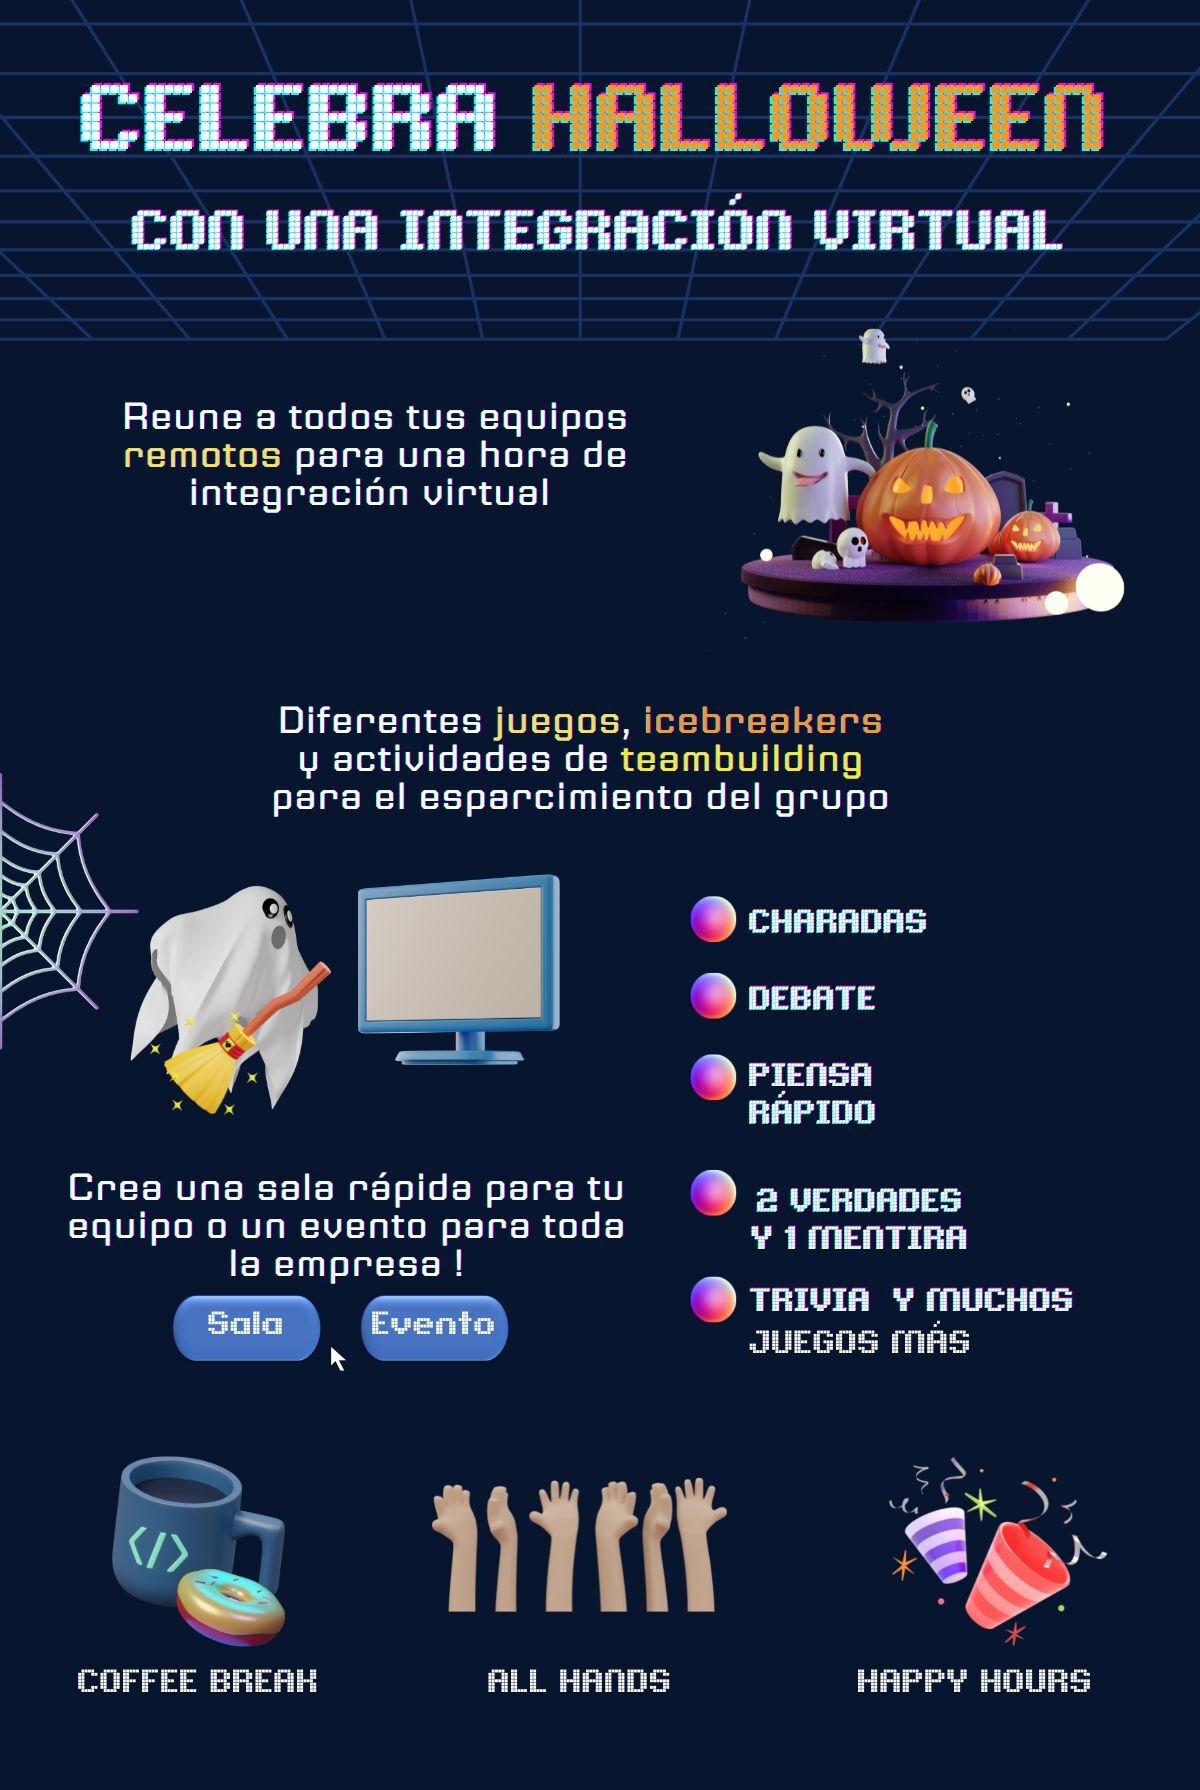 CELEBRA HALLOWEEN
CON UNA INTEGRACIÓN VIRTUAL
Reune a todos tus equipos
remotos para una hora de
integración virtual
Diferentes juegos, icebreakers
y actividades de teambuilding
para el esparcimiento del grupo
CHARADAS
DEBATE
PIENSA
RÁPIDO
2 VERDADES
Y 1 MENTIRA
TRIVIA Y MUCHOS
JUEGOS MÁS
Crea una sala rápida para tu
equipo o un evento para toda
la empresa !
Sala
Evento
</>
COFFEE BREAK
ALL HANDS
HAPPY HOURS